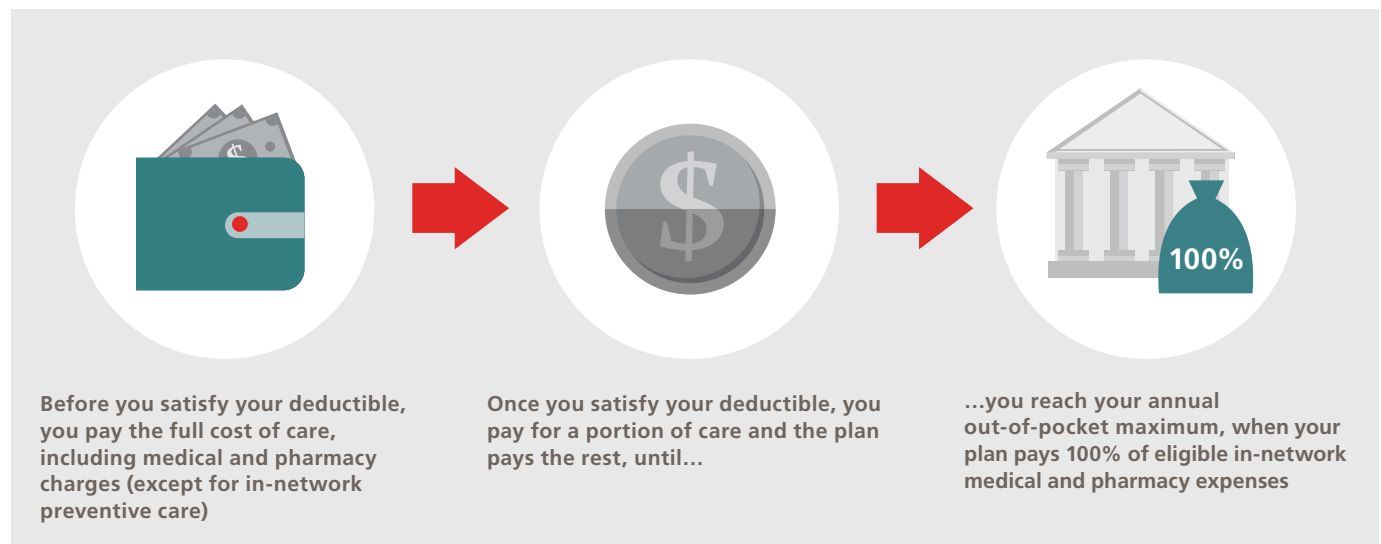 $
$
100%
Before you satisfy your deductible,
you pay the full cost of care,
including medical and pharmacy
charges (except for in-network
preventive care)
Once you satisfy your deductible, you
pay for a portion of care and the plan
pays the rest, until…
…you reach your annual
out-of-pocket maximum, when your
plan pays 100% of eligible in-network
medical and pharmacy expenses